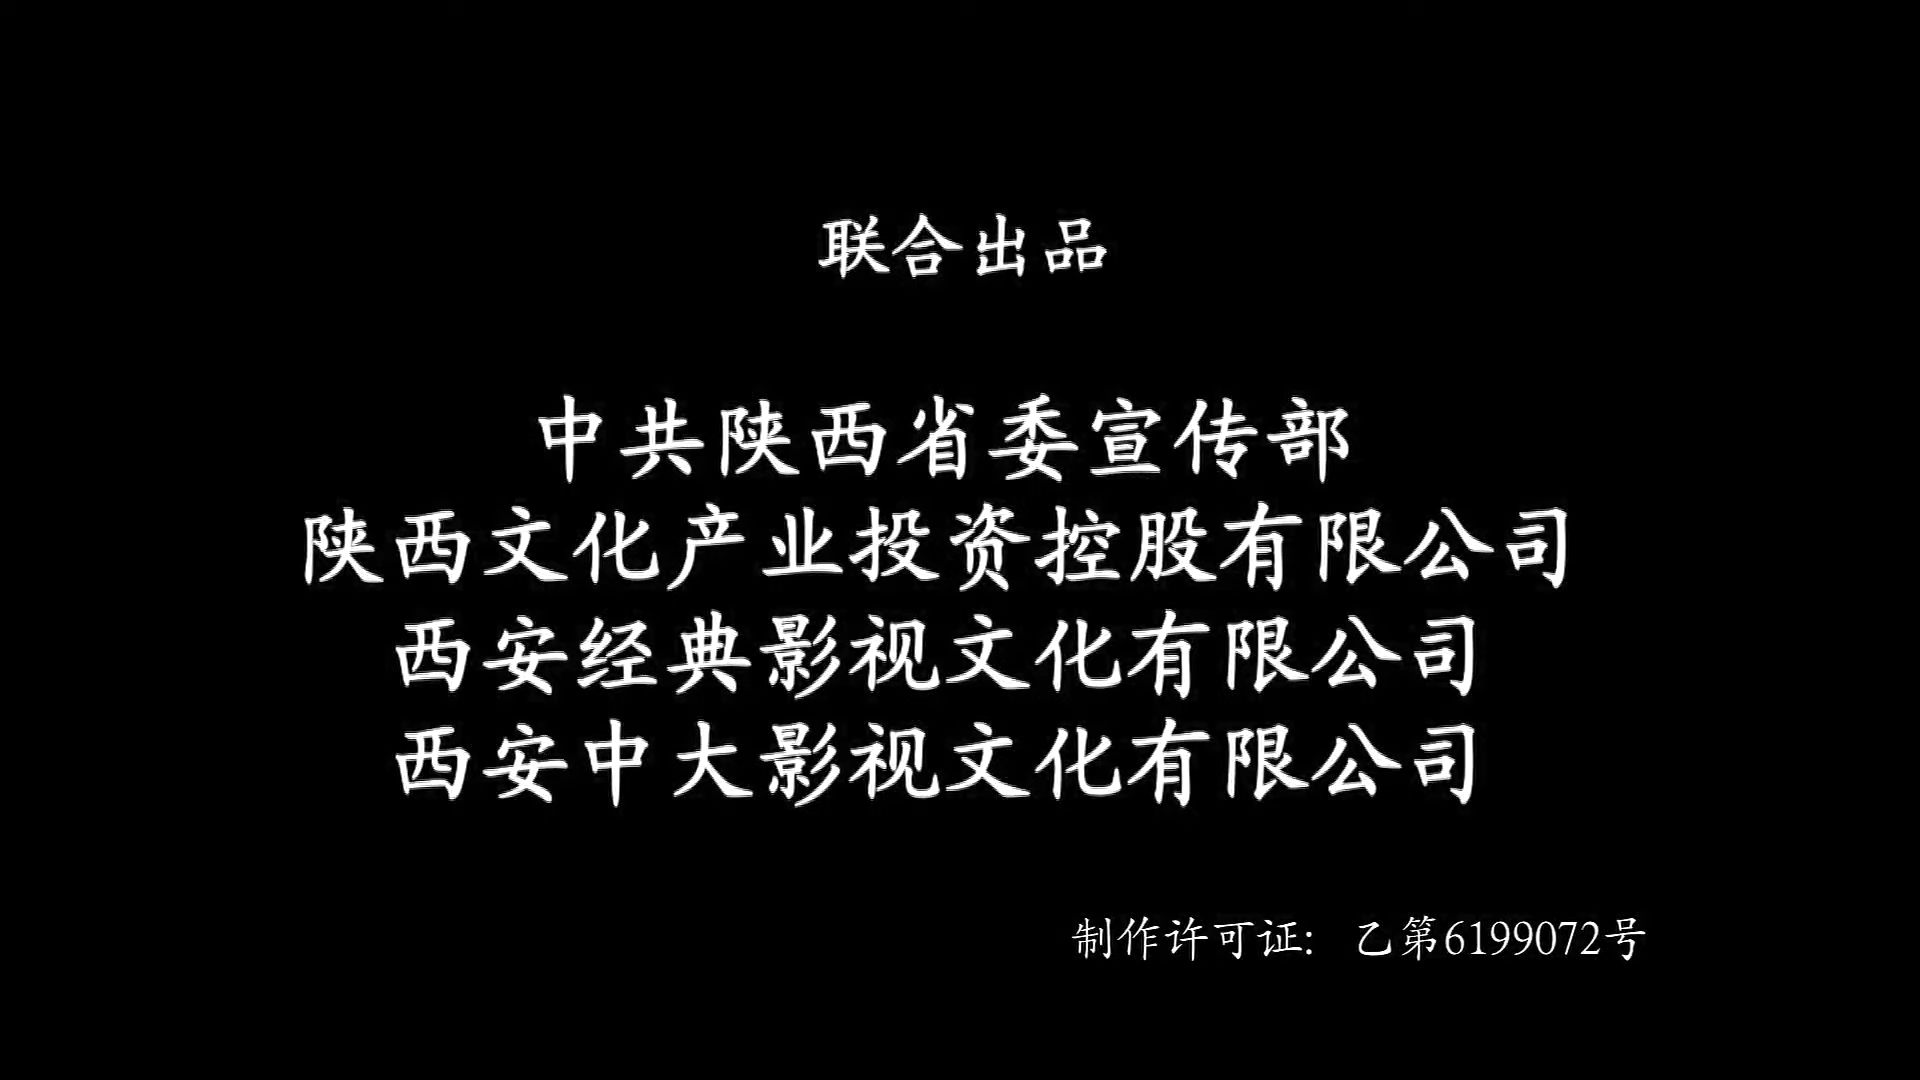 联合出品
中共陕西省委宣传部
陕西文化产业投资控股有限公司
西安经典影视文化有限公司
西安中大影视文化有限公司
制作许可证: 乙第6199072号